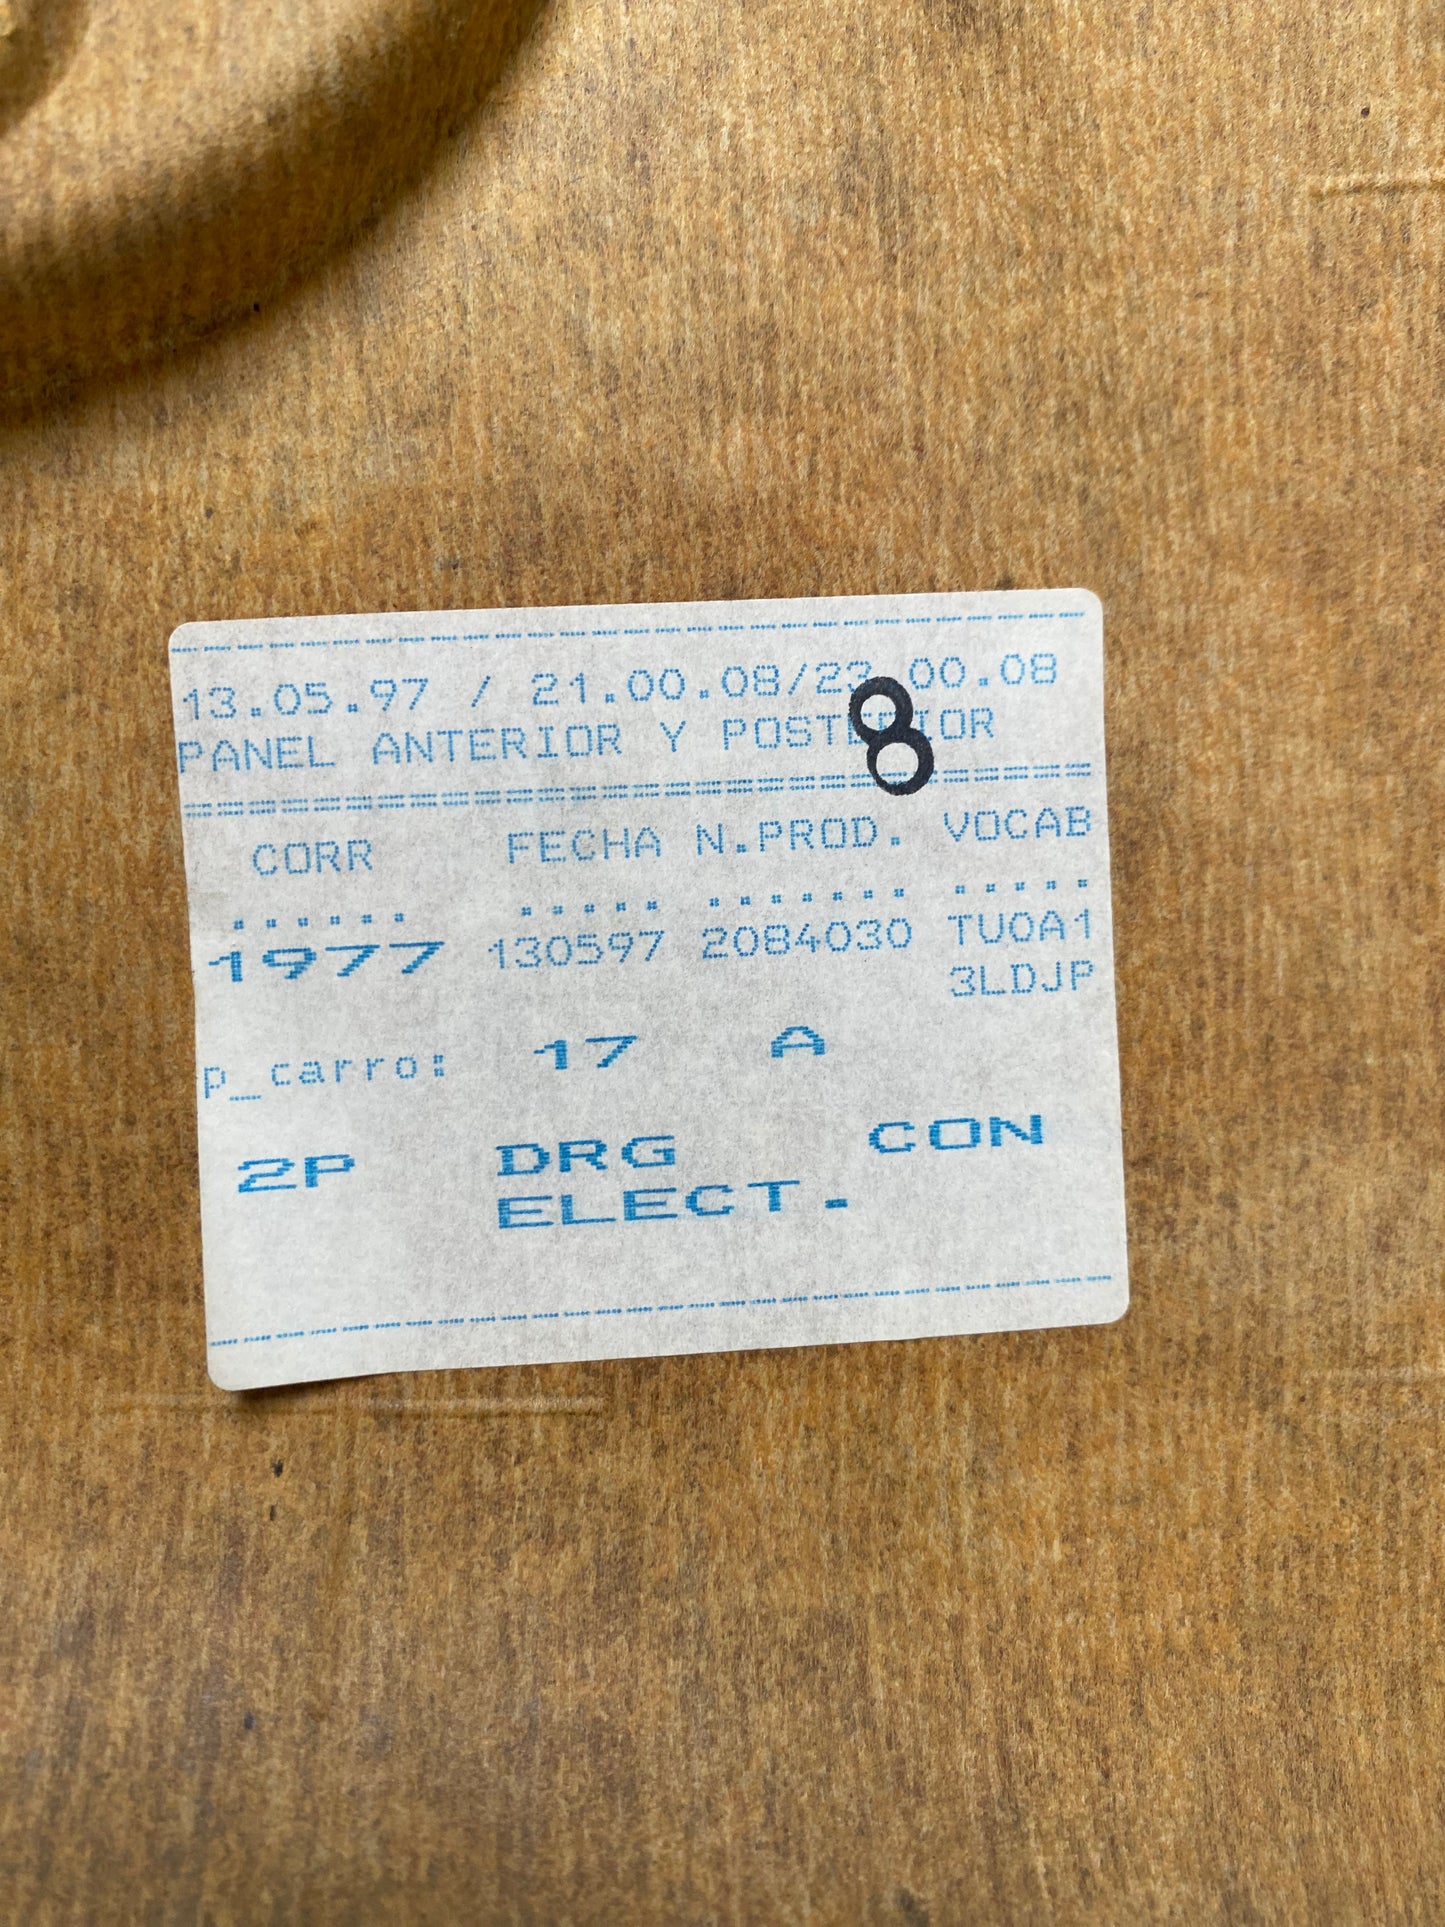 13.05.97 / 21.00.08/23.00.08
PANEL ANTERIOR Y POSTERIOR
8
CORR FECHA N.PROD. VOCAB
...... ..... ....... .....
1977 130597 2084030 TUOA1
3LDJP
p_carro: 17 A
2P DRG CON
ELECT.